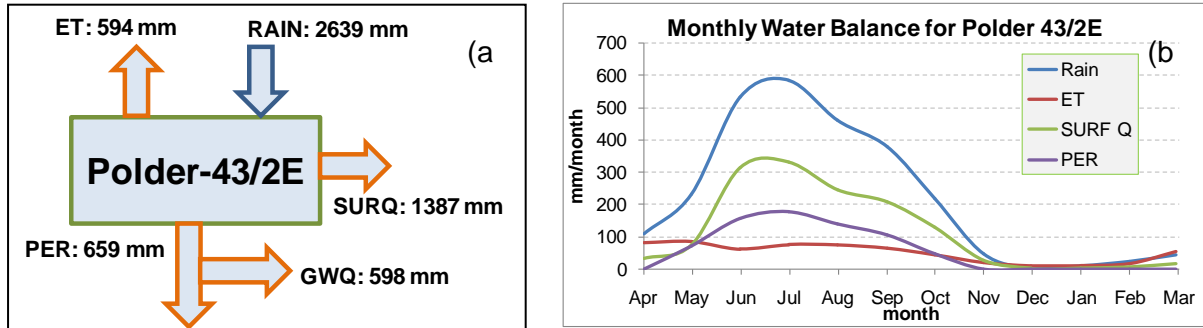 ET: 594 mm
RAIN: 2639 mm
(a
Polder-43/2E
SURQ: 1387 mm
PER: 659 mm
GWQ: 598 mm
Monthly Water Balance for Polder 43/2E
(b
700
600
500
400
300
200
100
0
mm/month
Rain
ET
SURF Q
PER
Apr May Jun Jul Aug Sep Oct Nov Dec Jan Feb Mar
month